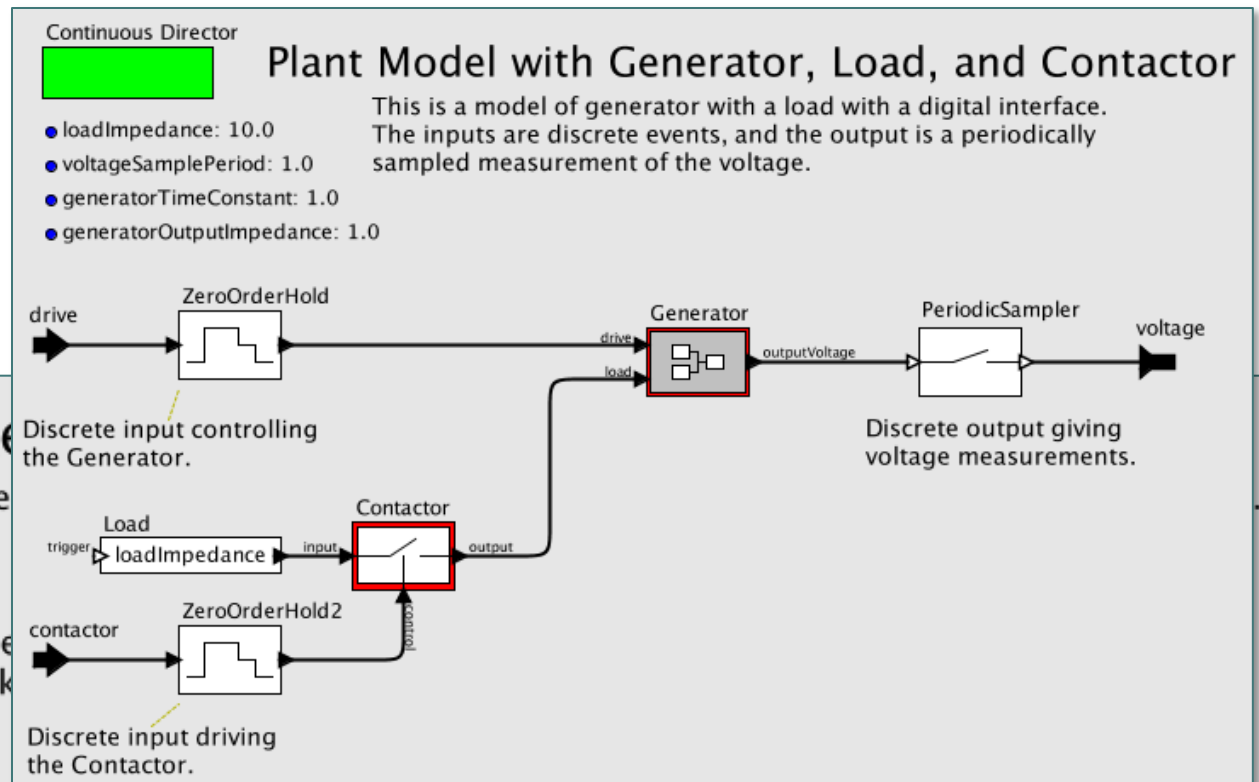 Continuous Director
Plant Model with Generator, Load, and Contactor
This is a model of generator with a load with a digital interface.
The inputs are discrete events, and the output is a periodically
sampled measurement of the voltage.
loadImpedance: 10.0
voltageSamplePeriod: 1.0
generatorTimeConstant: 1.0
generatorOutputImpedance: 1.0
ZeroOrderHold
drive
Generator
PeriodicSampler
voltage
drive
load
outputVoltage
Discrete input controlling
the Generator.
Discrete output giving
voltage measurements.
Contactor
Load
trigger
loadImpedance
input
output
control
ZeroOrderHold2
contactor
Discrete input driving
the Contactor.